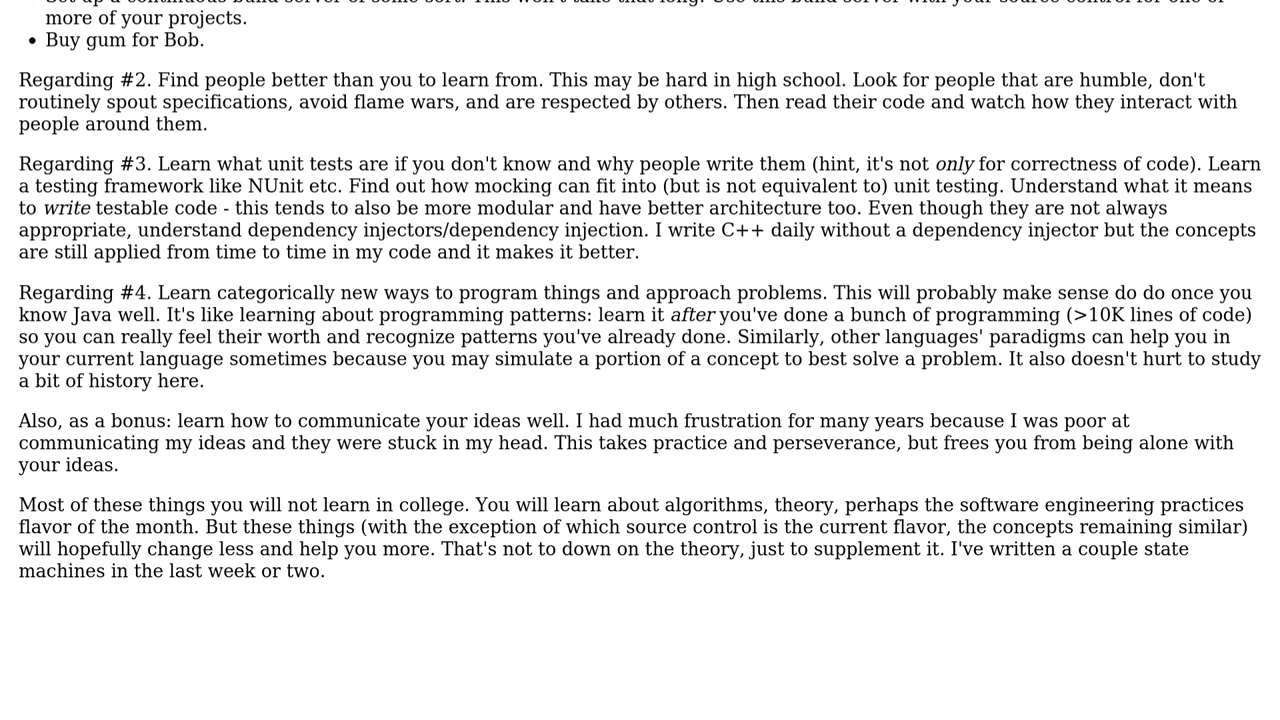 more of your projects.
• Buy gum for Bob.
Regarding #2. Find people better than you to learn from. This may be hard in high school. Look for people that are humble, don't
routinely spout specifications, avoid flame wars, and are respected by others. Then read their code and watch how they interact with
people around them.
Regarding #3. Learn what unit tests are if you don't know and why people write them (hint, it's not only for correctness of code). Learn
a testing framework like NUnit etc. Find out how mocking can fit into (but is not equivalent to) unit testing. Understand what it means
to write testable code - this tends to also be more modular and have better architecture too. Even though they are not always
appropriate, understand dependency injectors/dependency injection. I write C++ daily without a dependency injector but the concepts
are still applied from time to time in my code and it makes it better.
Regarding #4. Learn categorically new ways to program things and approach problems. This will probably make sense do do once you
know Java well. It's like learning about programming patterns: learn it after you've done a bunch of programming (>10K lines of code)
so you can really feel their worth and recognize patterns you've already done. Similarly, other languages' paradigms can help you in
your current language sometimes because you may simulate a portion of a concept to best solve a problem. It also doesn't hurt to study
a bit of history here.
Also, as a bonus: learn how to communicate your ideas well. I had much frustration for many years because I was poor at
communicating my ideas and they were stuck in my head. This takes practice and perseverance, but frees you from being alone with
your ideas.
Most of these things you will not learn in college. You will learn about algorithms, theory, perhaps the software engineering practices
flavor of the month. But these things (with the exception of which source control is the current flavor, the concepts remaining similar)
will hopefully change less and help you more. That's not to down on the theory, just to supplement it. I've written a couple state
machines in the last week or two.